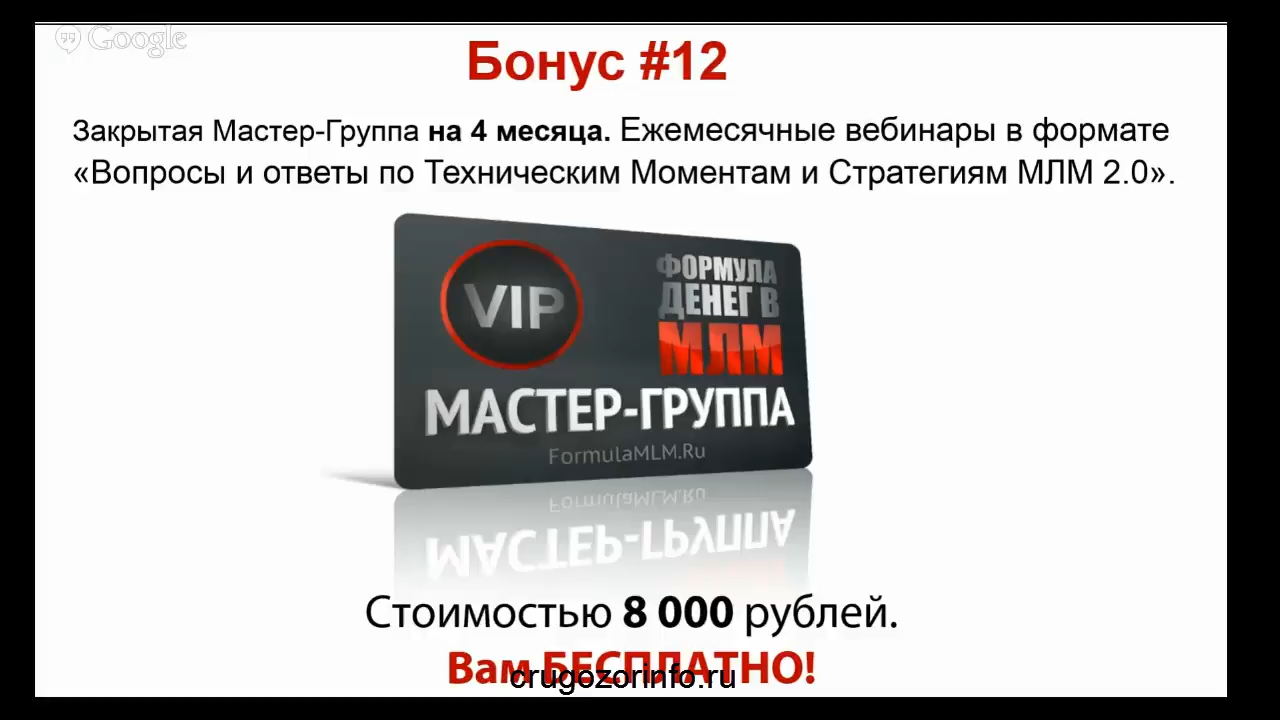 Google
Бонус #12
Закрытая Мастер-Группа на 4 месяца. Ежемесячные вебинары в формате
«Вопросы и ответы по Техническим Моментам и Стратегиям МЛМ 2.0».
VIP
ФОРМУЛА
ДЕНЕГ В
МЛМ
МАСТЕР-ГРУППА
FormulaMLM.Ru
Стоимостью 8 000 рублей.
Вам БЕСПЛАТНО!
crugozorinfo.ru